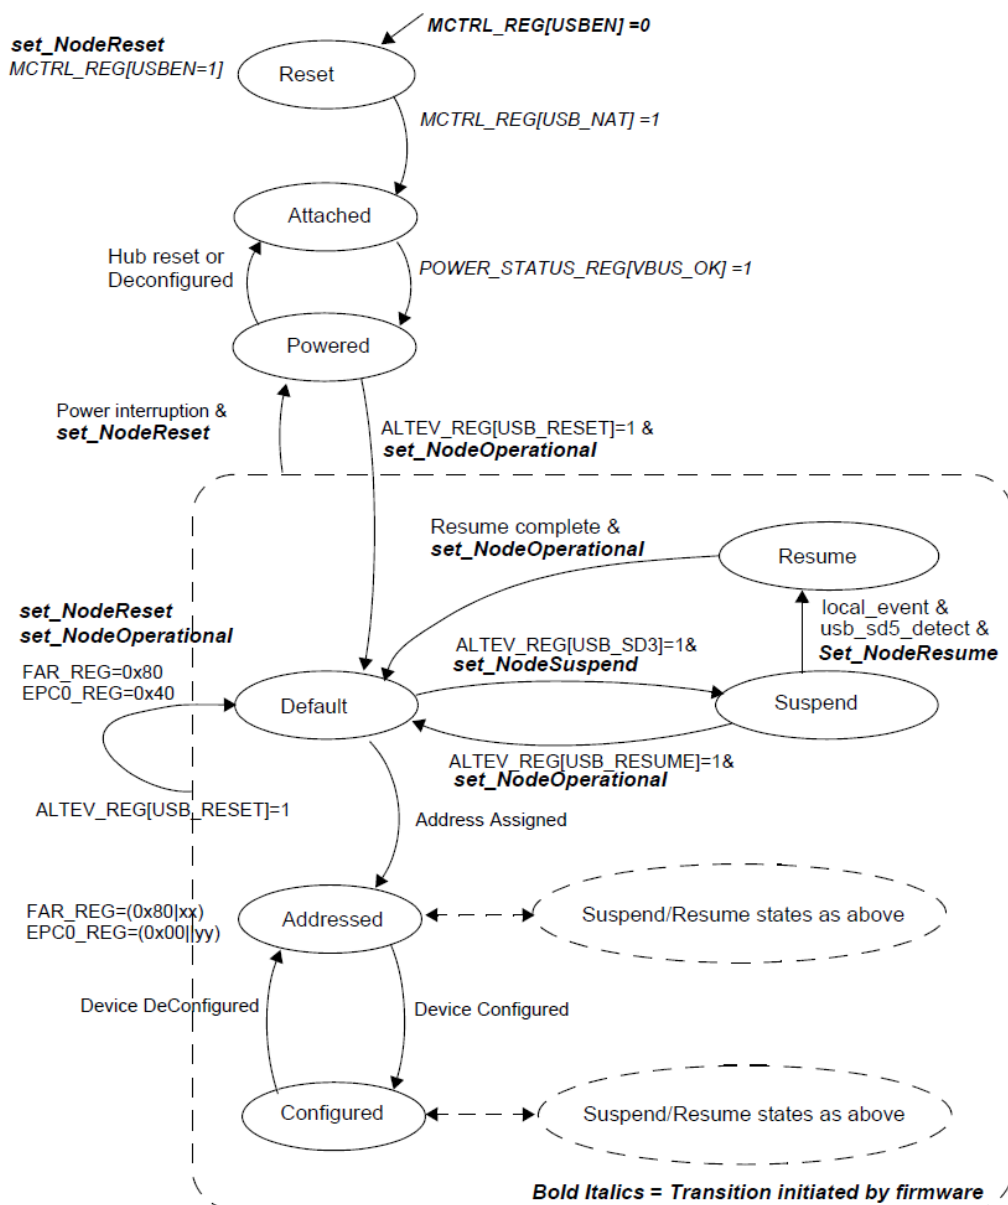 MCTRL_REG[USBEN] =0
set_NodeReset
MCTRL_REG[USBEN=1]
Reset
MCTRL_REG[USB_NAT] =1
Attached
Hub reset or
Deconfigured
POWER_STATUS_REG[VBUS_OK] =1
Powered
Power interruption &
set_NodeReset
ALTEV_REG[USB_RESET]=1 &
set_NodeOperational
Resume complete &
set_NodeOperational
Resume
local_event &
usb_sd5_detect &
Set_NodeResume
set_NodeReset
set_NodeOperational
FAR_REG=0x80
EPC0_REG=0x40
ALTEV_REG[USB_SD3]=1&
set_NodeSuspend
Default
Suspend
ALTEV_REG[USB_RESUME]=1&
set_NodeOperational
ALTEV_REG[USB_RESET]=1
Address Assigned
FAR_REG=(0x80|xx)
EPC0_REG=(0x00||yy)
Addressed
Suspend/Resume states as above
Device DeConfigured
Device Configured
Configured
Suspend/Resume states as above
Bold Italics = Transition initiated by firmware